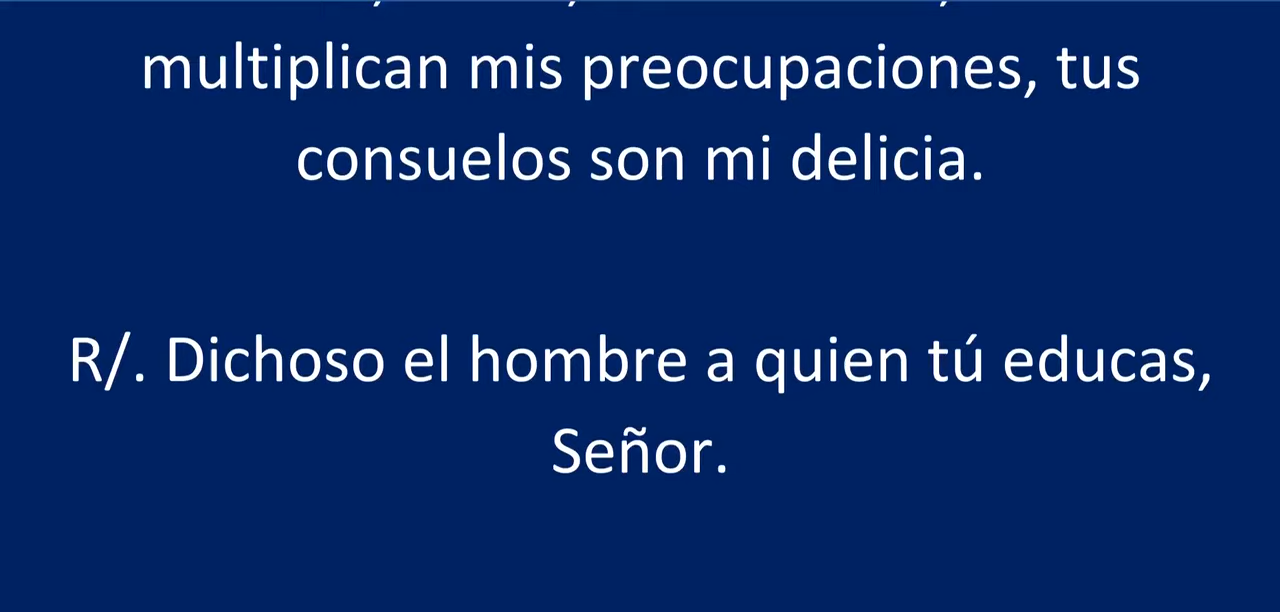 multiplican mis preocupaciones, tus
consuelos son mi delicia.
R/. Dichoso el hombre a quien tú educas,
Señor.